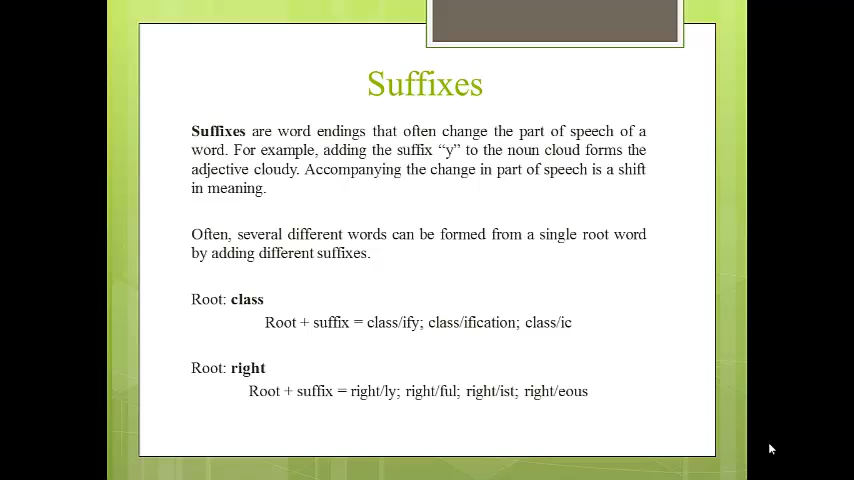 Suffixes
Suffixes are word endings that often change the part of speech of a
word. For example, adding the suffix “y” to the noun cloud forms the
adjective cloudy. Accompanying the change in part of speech is a shift
in meaning.
Often, several different words can be formed from a single root word
by adding different suffixes.
Root: class
Root + suffix = class/ify; class/ification; class/ic
Root: right
Root + suffix = right/ly; right/ful; right/ist; right/eous